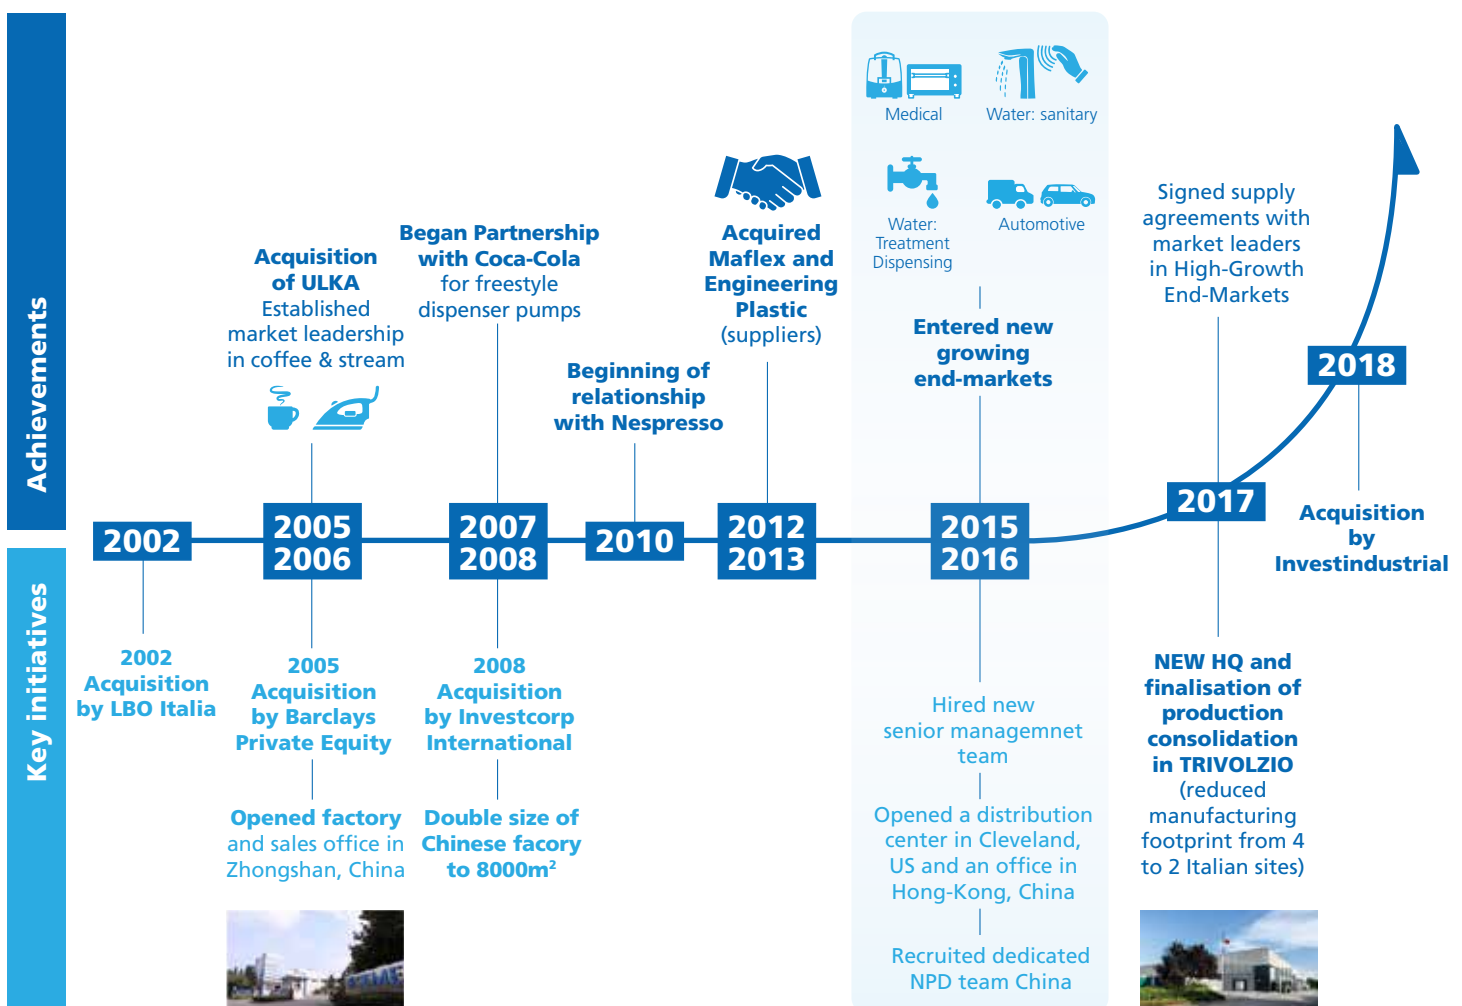 Achievements
Key initiatives
2002
2002
Acquisition
by LBO Italia
Acquisition
of ULKA
Established
market leadership
in coffee & stream
2005
2006
2005
Acquisition
by Barclays
Private Equity
Opened factory
and sales office in
Zhongshan, China
Began Partnership
with Coca-Cola
for freestyle
dispenser pumps
2007
2008
2008
Acquisition
by Investcorp
International
Double size of
Chinese facory
to 8000m²
Beginning of
relationship
with Nespresso
2010
Acquired
Maflex and
Engineering
Plastic
(suppliers)
2012
2013
Medical
Water: sanitary
Water:
Treatment
Dispensing
Automotive
Entered new
growing
end-markets
2015
2016
Hired new
senior managemnet
team
Opened a distribution
center in Cleveland,
US and an office in
Hong-Kong, China
Recruited dedicated
NPD team China
Signed supply
agreements with
market leaders
in High-Growth
End-Markets
2017
NEW HQ and
finalisation of
production
consolidation
in TRIVOLZIO
(reduced
manufacturing
footprint from 4
to 2 Italian sites)
2018
Acquisition
by
Investindustrial